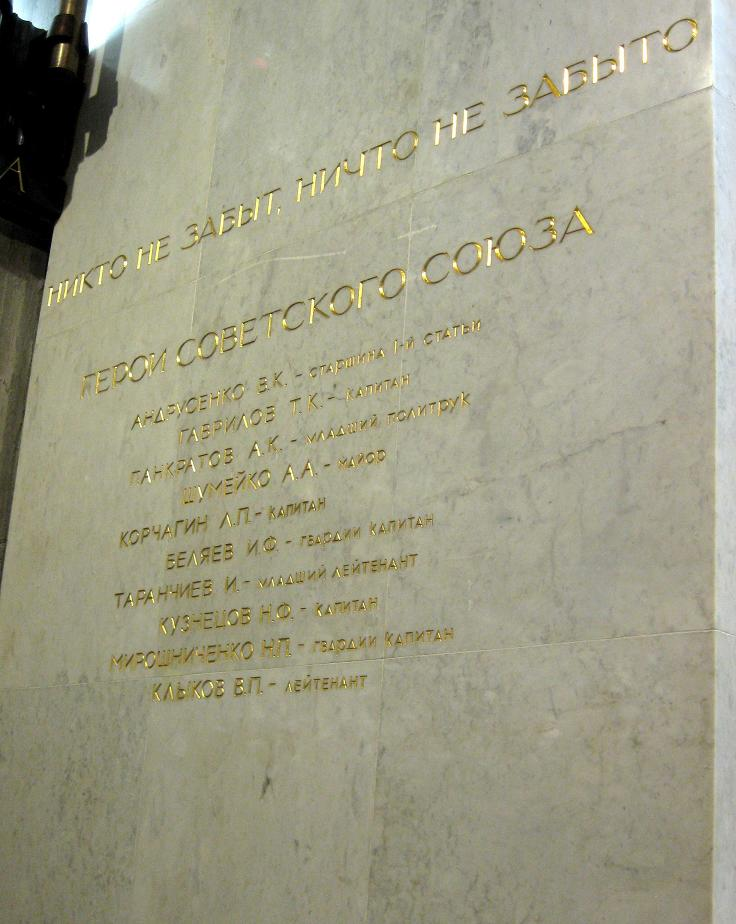 НИКТО НЕ ЗАБЫТ, НИЧТО НЕ ЗАБЫТО
ГЕРОИ СОВЕТСКОГО СОЮЗА
АНДРУСЕНКО В.К. - СТАРШИНА 1-Й СТАТЬИ
ГАВРИЛОВ Т.К. - КАПИТАН
ПАНКРАТОВ А.К. - МЛАДШИЙ ПОЛИТРУК
ШУМЕЙКО А.А. - МАЙОР
КОРЧАГИН Л.П. - КАПИТАН
БЕЛЯЕВ И.Ф. - ГВАРДИИ КАПИТАН
ТАРАНЧИЕВ И. - МЛАДШИЙ ЛЕЙТЕНАНТ
КУЗНЕЦОВ Н.Ф. - КАПИТАН
МИРОШНИЧЕНКО Н.П. - ГВАРДИИ КАПИТАН
КЛЫКОВ В.П. - ЛЕЙТЕНАНТ
А